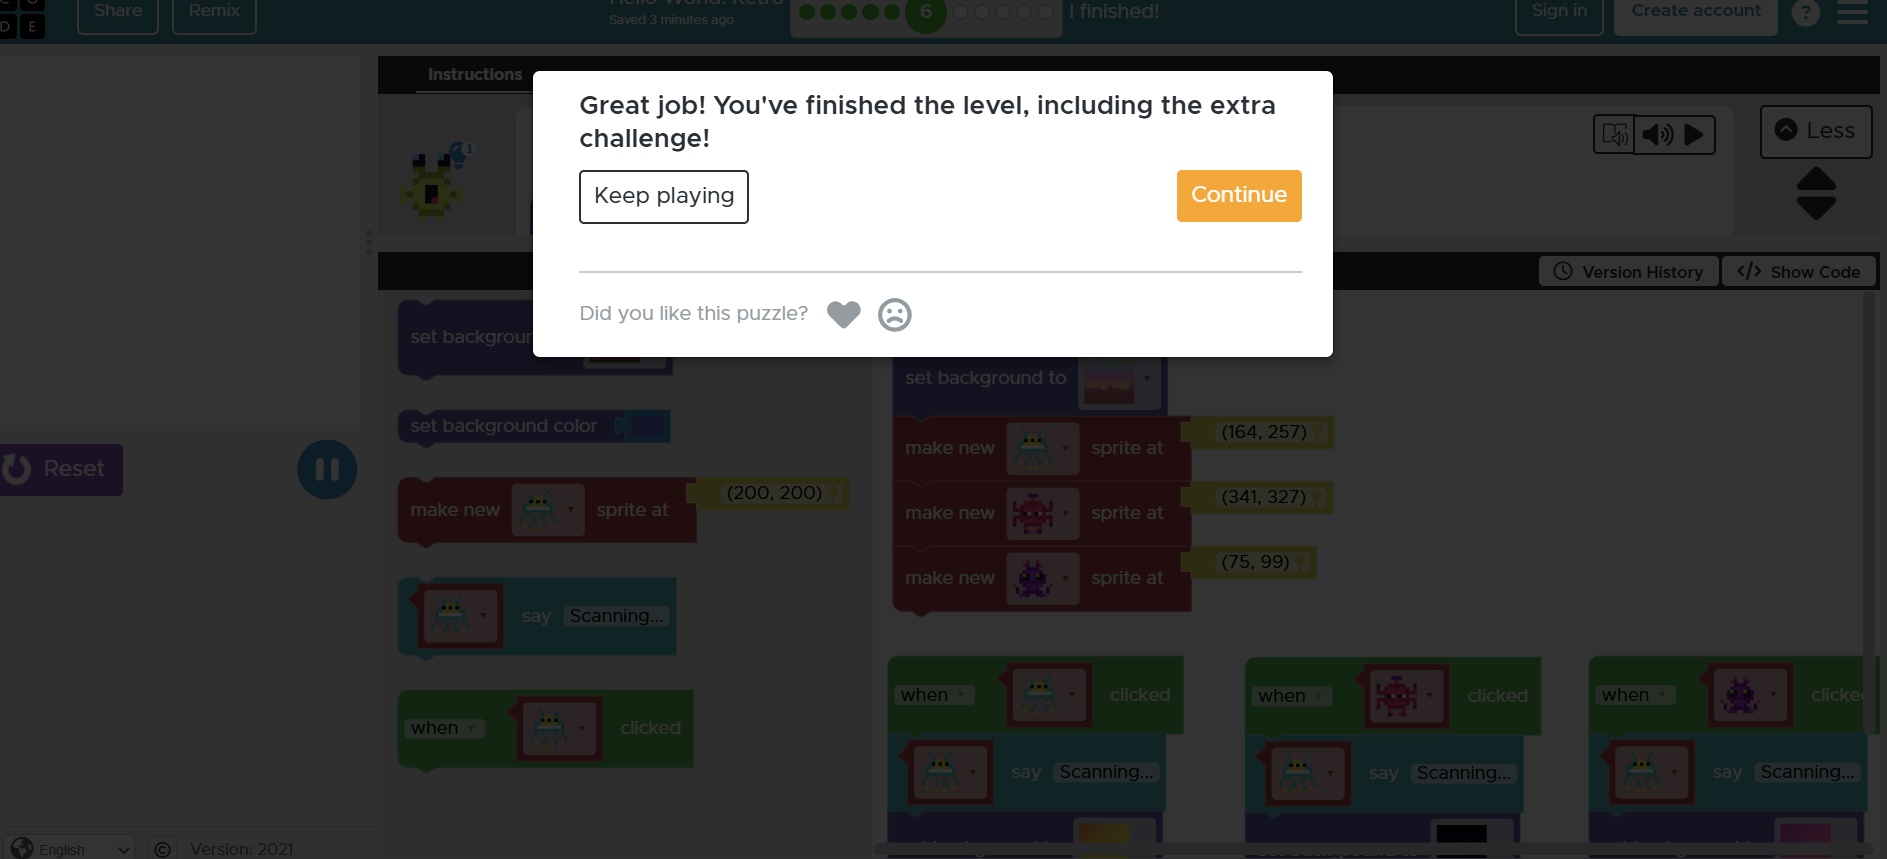 Share
Remix
Saved 3 minutes ago
6
I finished!
Sign in
Create account
?
D E
Instructions
1
Less
Great job! You've finished the level, including the extra
challenge!
Keep playing
Continue
Did you like this puzzle?
Version History
</> Show Code
set background color
Reset
make new sprite at (200, 200)
say Scanning...
when clicked
set background to
make new sprite at (164, 257)
make new sprite at (341, 327)
make new sprite at (75, 99)
when clicked
say Scanning...
when clicked
say Scanning...
when
say Scanning...
English
©
Version: 2021